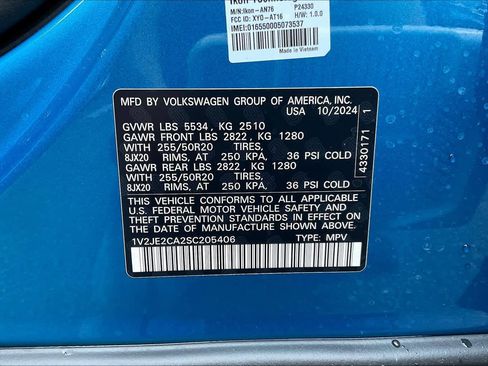 M/N:Ikon-AN76 P24330
FCC ID: XYO-AT16 H/W: 1.0.0
IMEI:016550005073537
Made in Vietnam
MFD BY VOLKSWAGEN GROUP OF AMERICA, INC.
USA 10/2024
GVWR LBS 5534, KG 2510
GAWR FRONT LBS 2822, KG 1280
WITH 255/50R20 TIRES,
8JX20 RIMS, AT 250 KPA, 36 PSI COLD
GAWR REAR LBS 2822, KG 1280
WITH 255/50R20 TIRES,
8JX20 RIMS, AT 250 KPA, 36 PSI COLD
THIS VEHICLE CONFORMS TO ALL APPLICABLE
U.S. FEDERAL MOTOR VEHICLE SAFETY AND
THEFT PREVENTION STANDARDS IN EFFECT ON
THE DATE OF MANUFACTURE SHOWN ABOVE
1V2JE2CA2SC205406 TYPE: MPV
4330171 1